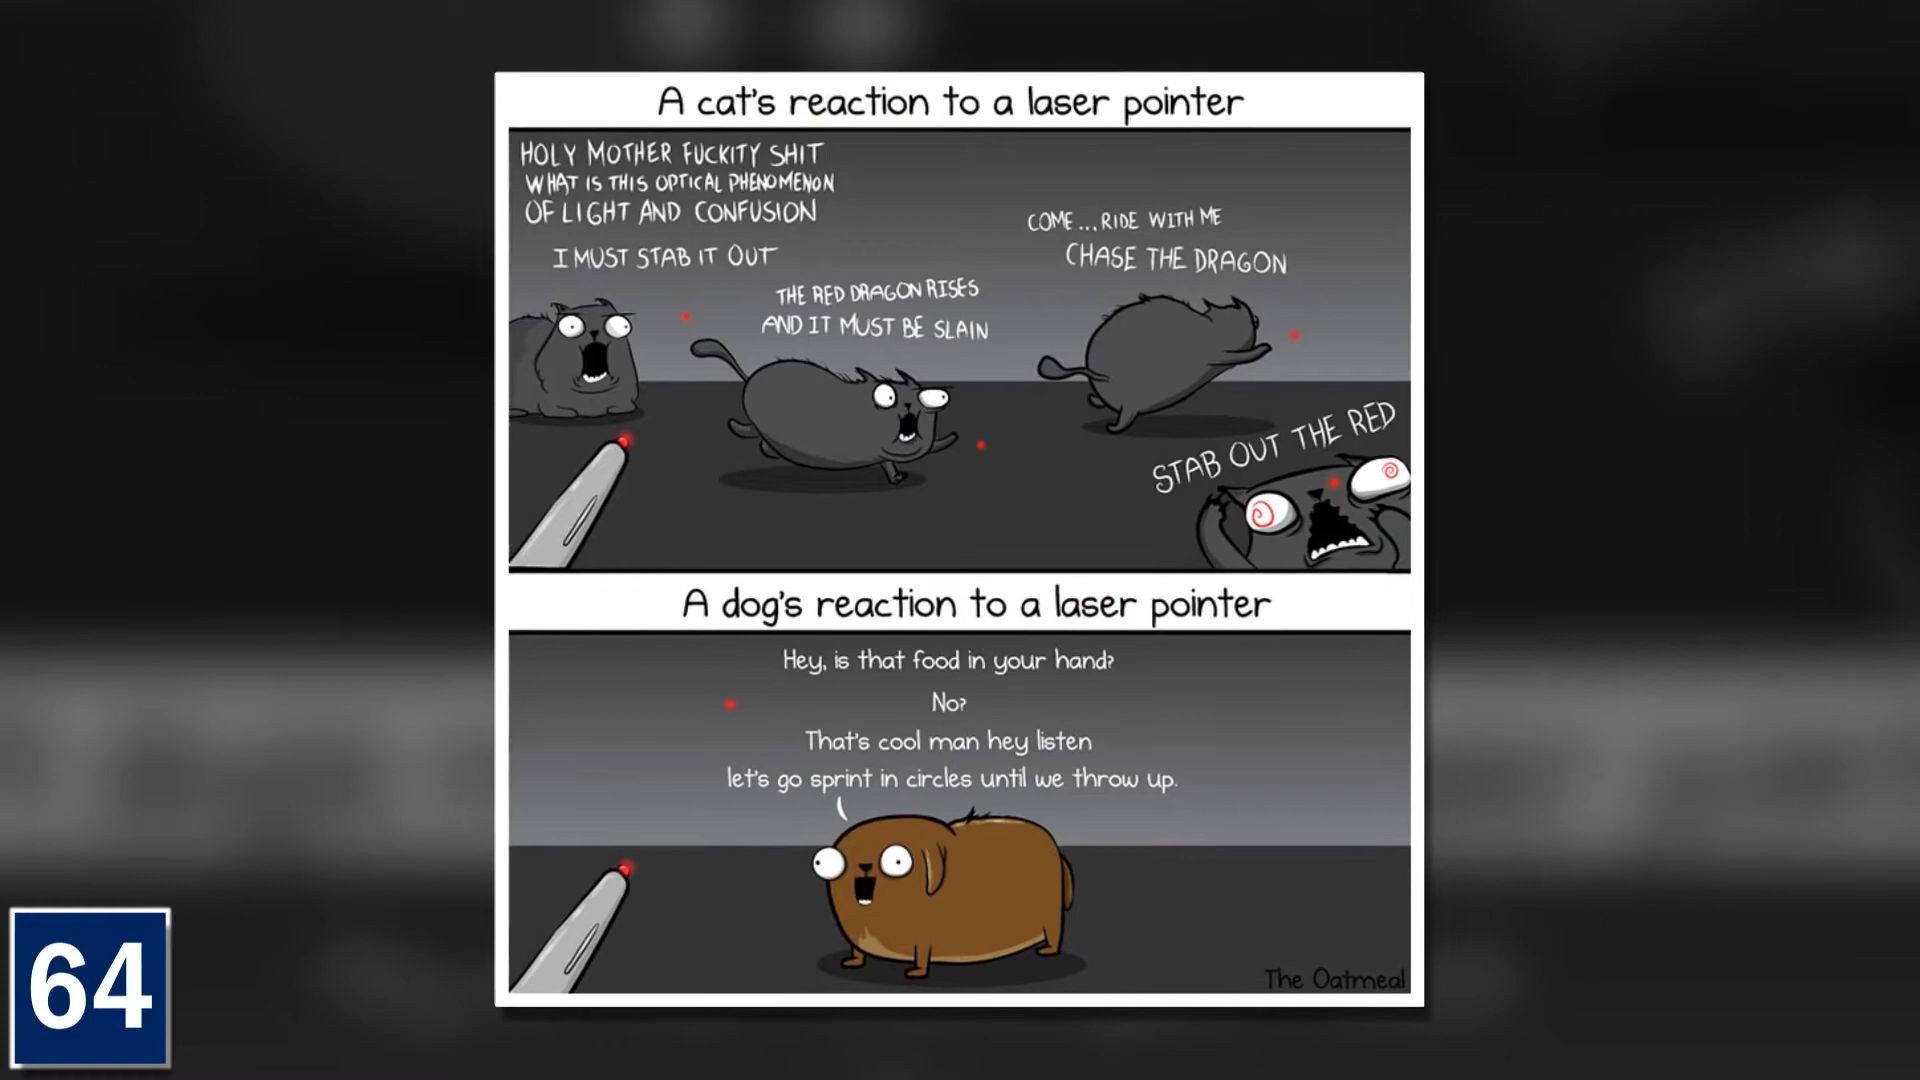 A cat's reaction to a laser pointer
HOLY MOTHER FUCKITY SHIT
WHAT IS THIS OPTICAL PHENOMENON
OF LIGHT AND CONFUSION
I MUST STAB IT OUT
THE RED DRAGON RISES
AND IT MUST BE SLAIN
COME...RIDE WITH ME
CHASE THE DRAGON
STAB OUT THE RED
A dog's reaction to a laser pointer
Hey, is that food in your hand?
No?
That's cool man hey listen
let's go sprint in circles until we throw up.
The Oatmeal
64